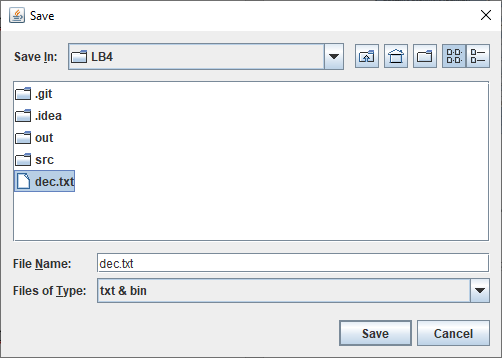 Save
Save In: LB4
.git
.idea
out
src
dec.txt
File Name: dec.txt
Files of Type: txt & bin
Save Cancel